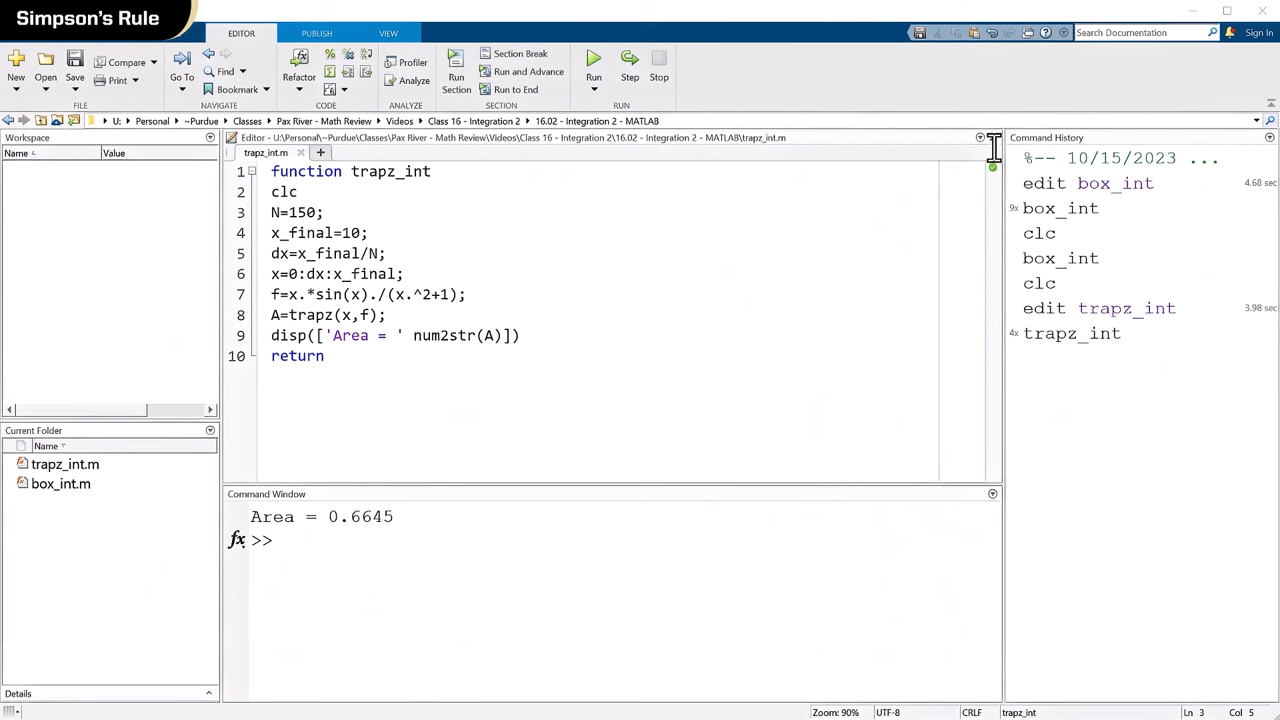 Simpson's Rule
EDITOR
PUBLISH
VIEW
Search Documentation
Sign In
New
Open
Save
Compare
Print
Go To
Find
Bookmark
Refactor
Profiler
Analyze
Run
Section
Section Break
Run and Advance
Run to End
Run
Step
Stop
FILE
NAVIGATE
CODE
ANALYZE
SECTION
RUN
U: Personal ~Purdue Classes Pax River - Math Review Videos Class 16 - Integration 2 16.02 - Integration 2 - MATLAB
Workspace
Name
Value
Editor - U:\Personal\~Purdue\Classes\Pax River - Math Review\Videos\Class 16 - Integration 2\16.02 - Integration 2 - MATLAB\trapz_int.m
trapz_int.m
1 function trapz_int
2 clc
3 N=150;
4 x_final=10;
5 dx=x_final/N;
6 x=0:dx:x_final;
7 f=x.*sin(x)./(x.^2+1);
8 A=trapz(x,f);
9 disp(['Area = ' num2str(A)])
10 return
Command History
%-- 10/15/2023 ...
edit box_int 4.68 sec
9x box_int
clc
box_int
clc
edit trapz_int 3.98 sec
4x trapz_int
Current Folder
Name
trapz_int.m
box_int.m
Details
Command Window
Area = 0.6645
fx >>
Zoom: 90%
UTF-8
CRLF
trapz_int
Ln 3
Col 5